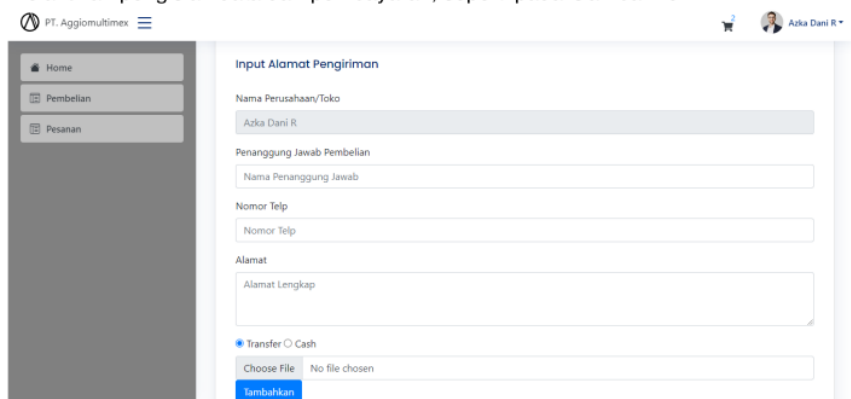 PT. Aggiomultimex
2
Azka Dani R
Home
Pembelian
Pesanan
Input Alamat Pengiriman
Nama Perusahaan/Toko
Azka Dani R
Penanggung Jawab Pembelian
Nama Penanggung Jawab
Nomor Telp
Nomor Telp
Alamat
Alamat Lengkap
Transfer Cash
Choose File No file chosen
Tambahkan